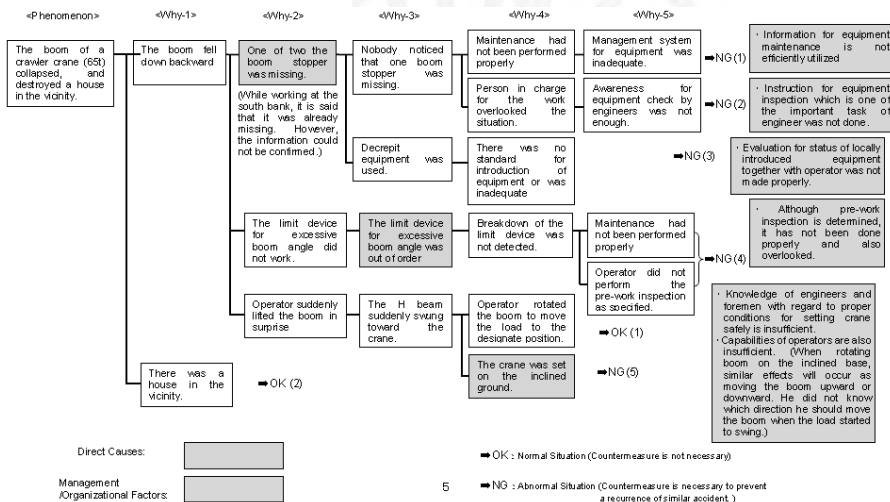 <Phenomenon>
<Why-1>
<Why-2>
<Why-3>
<Why-4>
<Why-5>
The boom of a
crawler crane (65t)
collapsed, and
destroyed a house
in the vicinity.
The boom fell
down backward
One of two the
boom stopper
was missing.
(While working at the
south bank, it is said
that it was already
missing. However,
the information could
not be confirmed.)
Nobody noticed
that one boom
stopper was
missing.
Maintenance had
not been performed
properly
Management system
for equipment was
inadequate.
➡NG (1)
· Information for equipment
maintenance is not
efficiently utilized
Person in charge
for the work
overlooked the
situation.
Awareness for
equipment check by
engineers was not
enough.
➡NG (2)
· Instruction for equipment
inspection which is one of
the important task of
engineer was not done.
Decrepit
equipment was
used.
There was no
standard for
introduction of
equipment or was
inadequate
➡NG (3)
· Evaluation for status of locally
introduced equipment
together with operator was not
made properly.
The limit device
for excessive
boom angle did
not work.
The limit device
for excessive
boom angle was
out of order
Breakdown of the
limit device was
not detected.
Maintenance had
not been performed
properly
Operator did not
perform the
pre-work inspection
as specified.
➡NG (4)
· Although pre-work
inspection is determined,
it has not been done
properly and also
overlooked.
Operator suddenly
lifted the boom in
surprise
The H beam
suddenly swung
toward the
crane.
Operator rotated
the boom to move
the load to the
designate position.
➡OK (1)
The crane was set
on the inclined
ground.
➡NG (5)
· Knowledge of engineers and
foremen with regard to proper
conditions for setting crane
safely is insufficient.
· Capabilities of operators are also
insufficient. (When rotating
boom on the inclined base,
similar effects will occur as
moving the boom upward or
downward. He did not know
which direction he should move
the boom when the load started
to swing.)
There was a
house in the
vicinity.
➡OK (2)
Direct Causes:
Management
/Organizational Factors:
➡OK : Normal Situation (Countermeasure is not necessary)
5
➡NG : Abnormal Situation (Countermeasure is necessary to prevent
a recurrence of similar accident. )